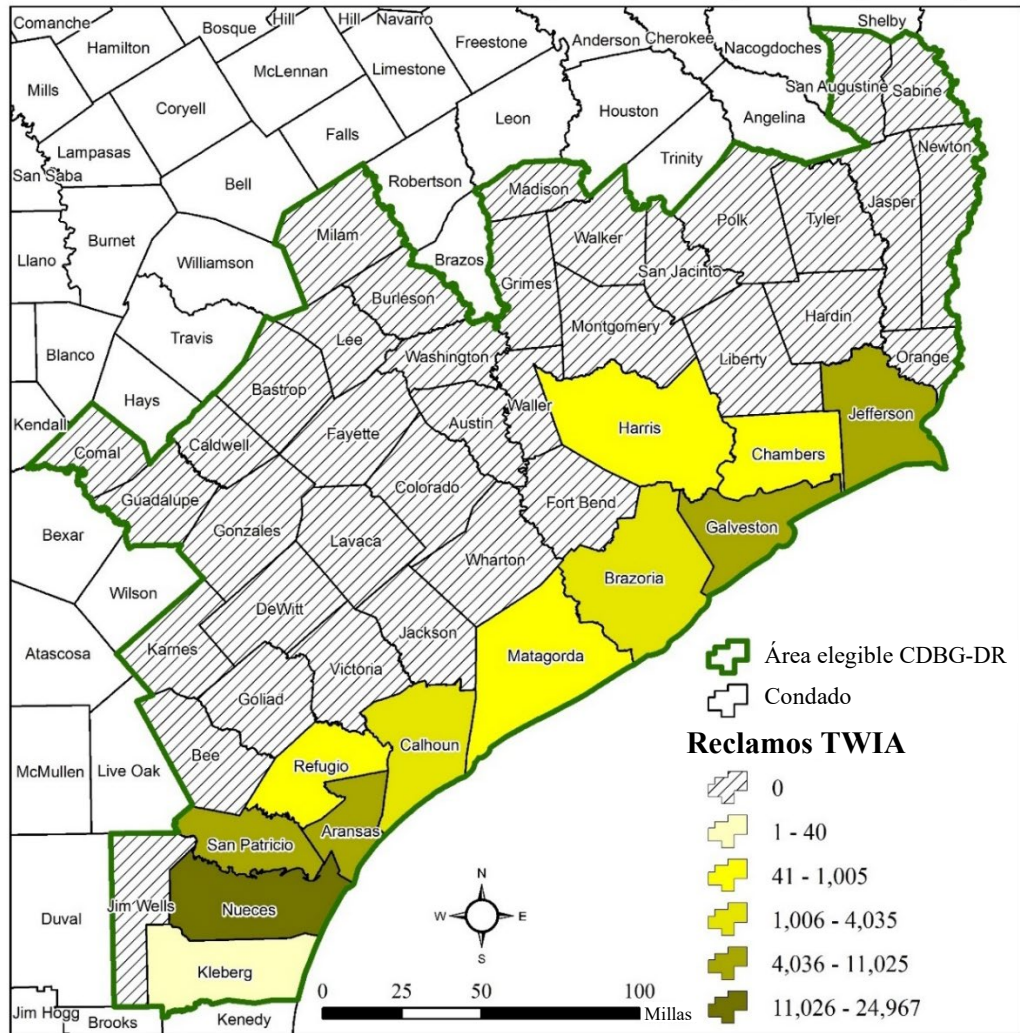 Comanche
Hamilton
Bosque
Hill
Hill
Navarro
Freestone
Anderson
Cherokee
Nacogdoches
Shelby
Mills
McLennan
Limestone
San Augustine
Sabine
Coryell
Leon
Houston
Angelina
Falls
Lampasas
San Saba
Trinity
Newton
Bell
Robertson
Madison
Jasper
Burnet
Milam
Walker
Polk
Tyler
Llano
Williamson
Brazos
San Jacinto
Grimes
Burleson
Hardin
Montgomery
Travis
Lee
Washington
Liberty
Orange
Blanco
Bastrop
Hays
Waller
Austin
Jefferson
Kendall
Fayette
Harris
Caldwell
Comal
Chambers
Colorado
Guadalupe
Fort Bend
Gonzales
Galveston
Bexar
Lavaca
Wharton
Brazoria
Wilson
DeWitt
Jackson
Karnes
Atascosa
Matagorda
Victoria
Goliad
Calhoun
Bee
Refugio
McMullen
Live Oak
Aransas
San Patricio
Jim Wells
Nueces
Duval
Kleberg
Jim Hogg
Brooks
Kenedy
N
W
E
S
0
25
50
100
Millas
Área elegible CDBG-DR
Condado
Reclamos TWIA
0
1 - 40
41 - 1,005
1,006 - 4,035
4,036 - 11,025
11,026 - 24,967